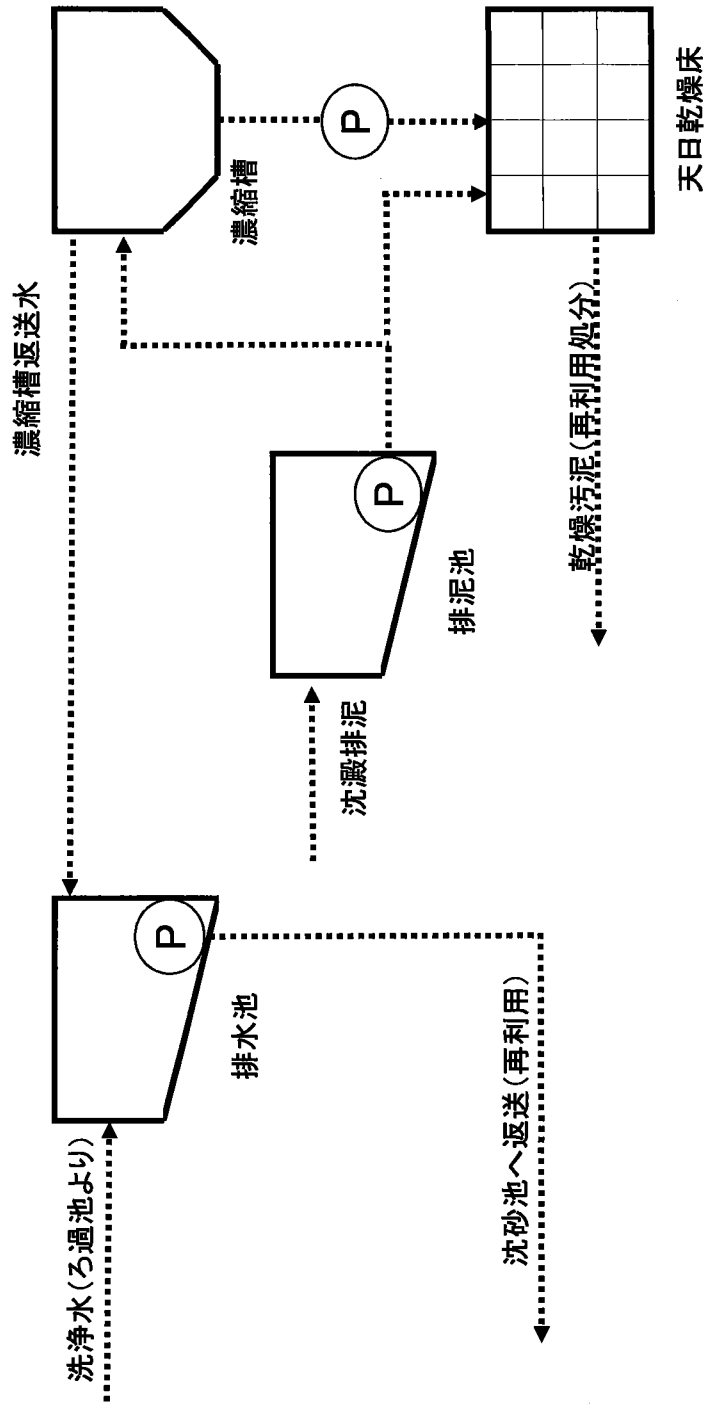 洗浄水(ろ過池より)
P
排水池
沈砂池へ返送(再利用)
濃縮槽返送水
沈澱排泥
P
排泥池
濃縮槽
P
乾燥汚泥(再利用処分)
天日乾燥床